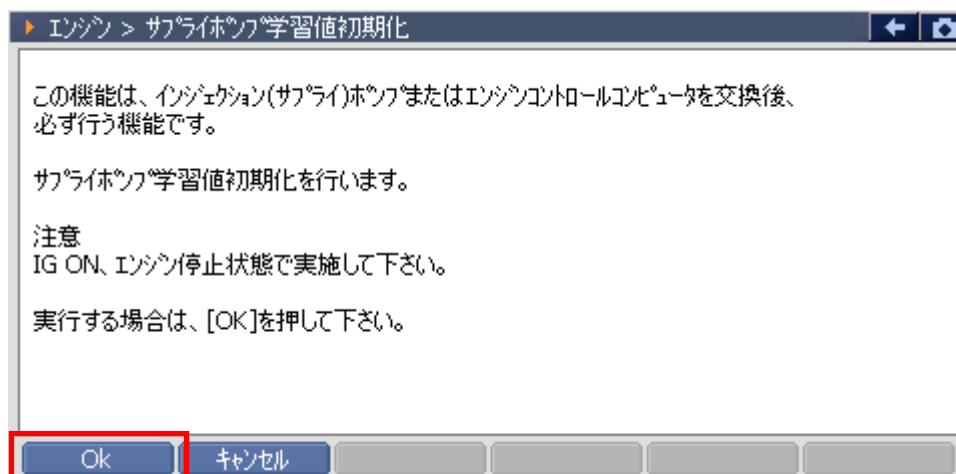 エンジン > サプライポンプ学習値初期化
この機能は、インジェクション(サプライ)ポンプまたはエンジンコントロールコンピュータを交換後、
必ず行う機能です。
サプライポンプ学習値初期化を行います。
注意
IG ON、エンジン停止状態で実施して下さい。
実行する場合は、[OK]を押して下さい。
Ok
キャンセル